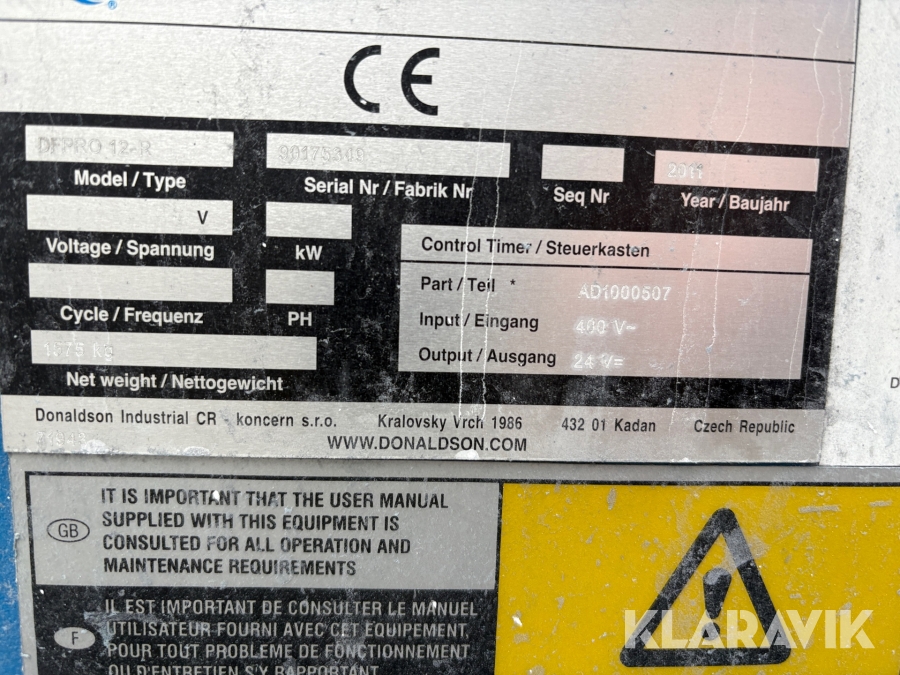 ®
CE
DFPRO 12-R
Model / Type
Serial Nr / Fabrik Nr
Seq Nr
2011
Year / Baujahr
V
Voltage / Spannung
kW
Cycle / Frequenz
PH
Net weight / Nettogewicht
Control Timer / Steuerkasten
Part / Teil * AD1000507
Input / Eingang 400 V~
Output / Ausgang 24 V=
Donaldson Industrial CR - koncern s.r.o. Kralovsky Vrch 1986 432 01 Kadan Czech Republic
WWW.DONALDSON.COM
GB
IT IS IMPORTANT THAT THE USER MANUAL
SUPPLIED WITH THIS EQUIPMENT IS
CONSULTED FOR ALL OPERATION AND
MAINTENANCE REQUIREMENTS
F
IL EST IMPORTANT DE CONSULTER LE MANUEL
UTILISATEUR FOURNI AVEC CET EQUIPEMENT,
POUR TOUT PROBLEME DE FONCTIONNEMENT
OU D'ENTRETIEN S'Y RAPPORTANT
!
KLARAVIK
D